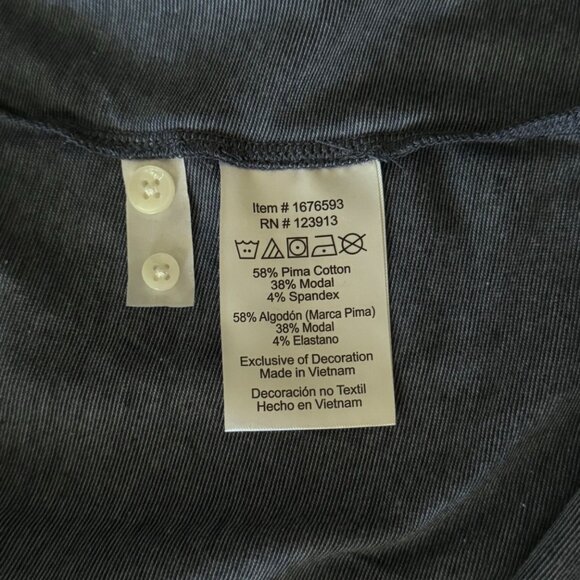 Item # 1676593
RN # 123913
58% Pima Cotton
38% Modal
4% Spandex
58% Algodón (Marca Pima)
38% Modal
4% Elastano
Exclusive of Decoration
Made in Vietnam
Decoración no Textil
Hecho en Vietnam